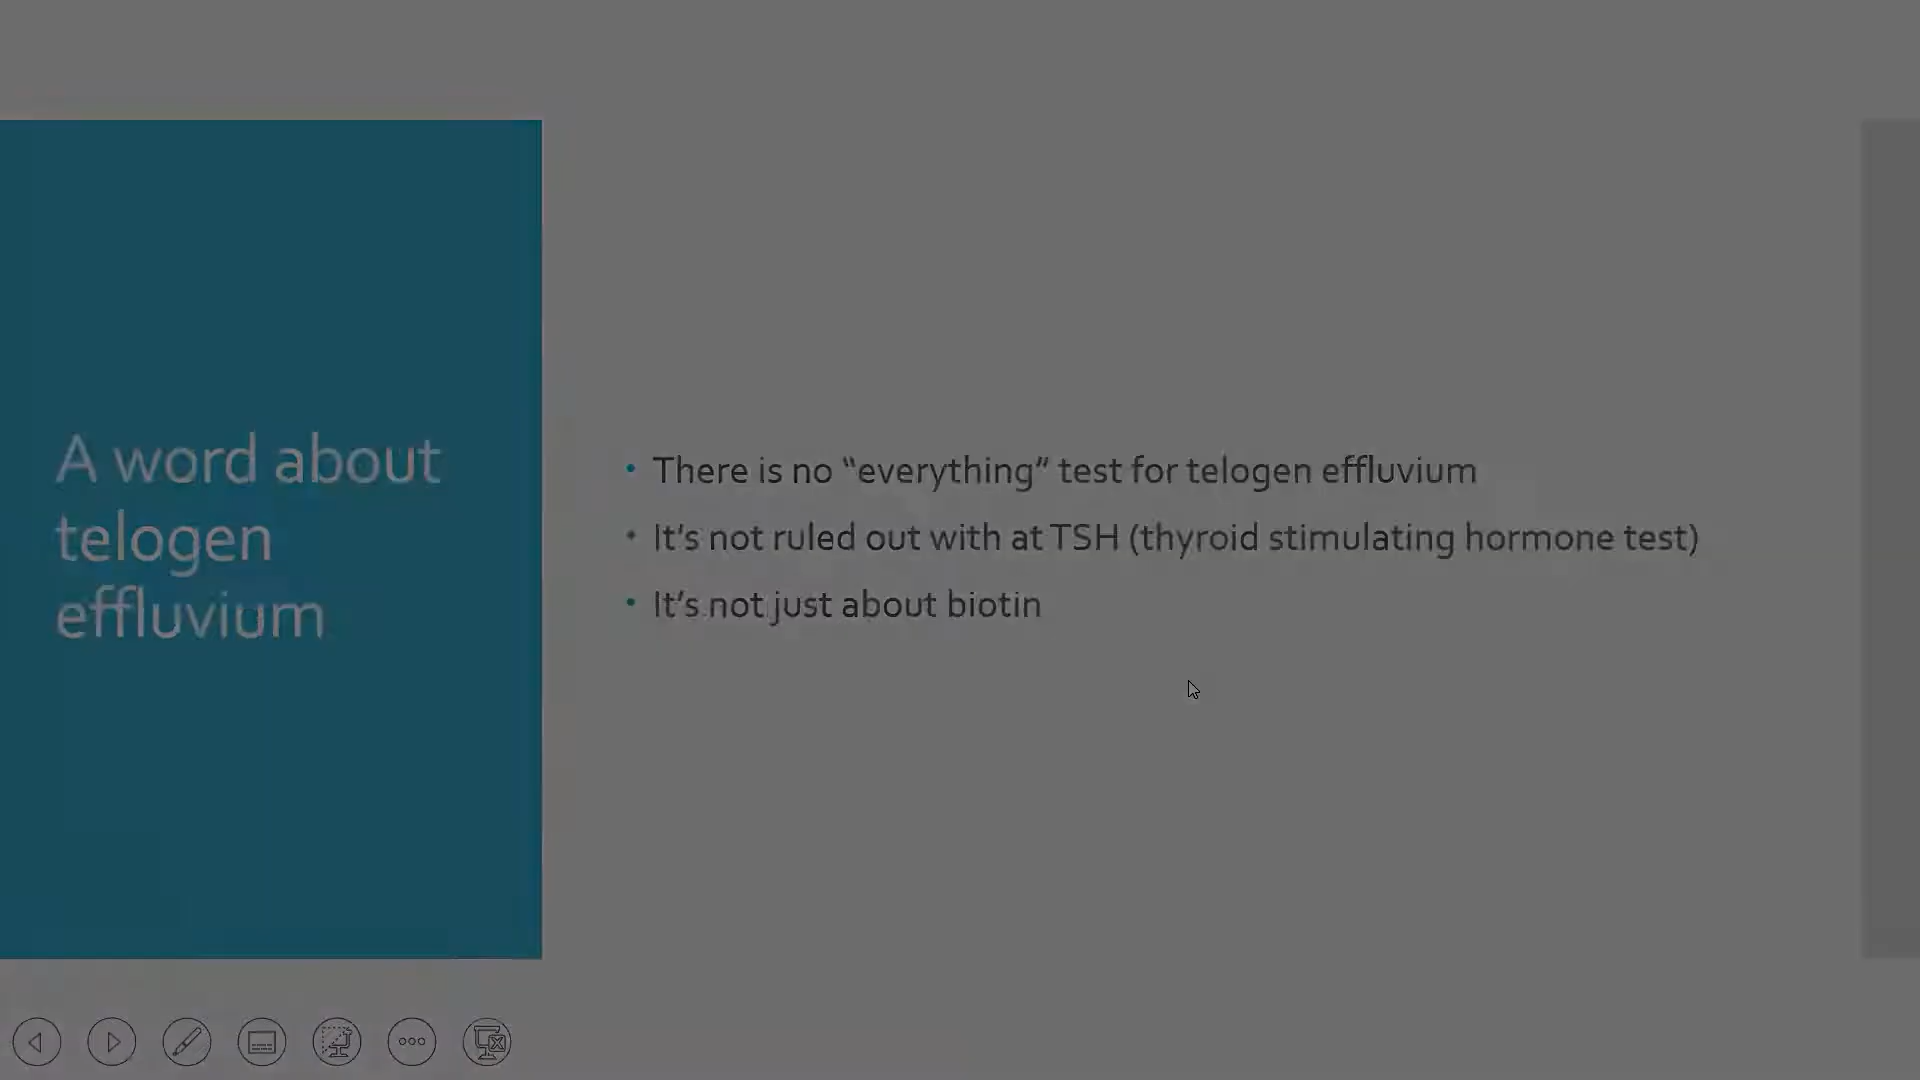 A word about
telogen
effluvium
• There is no “everything” test for telogen effluvium
• It’s not ruled out with at TSH (thyroid stimulating hormone test)
• It’s not just about biotin